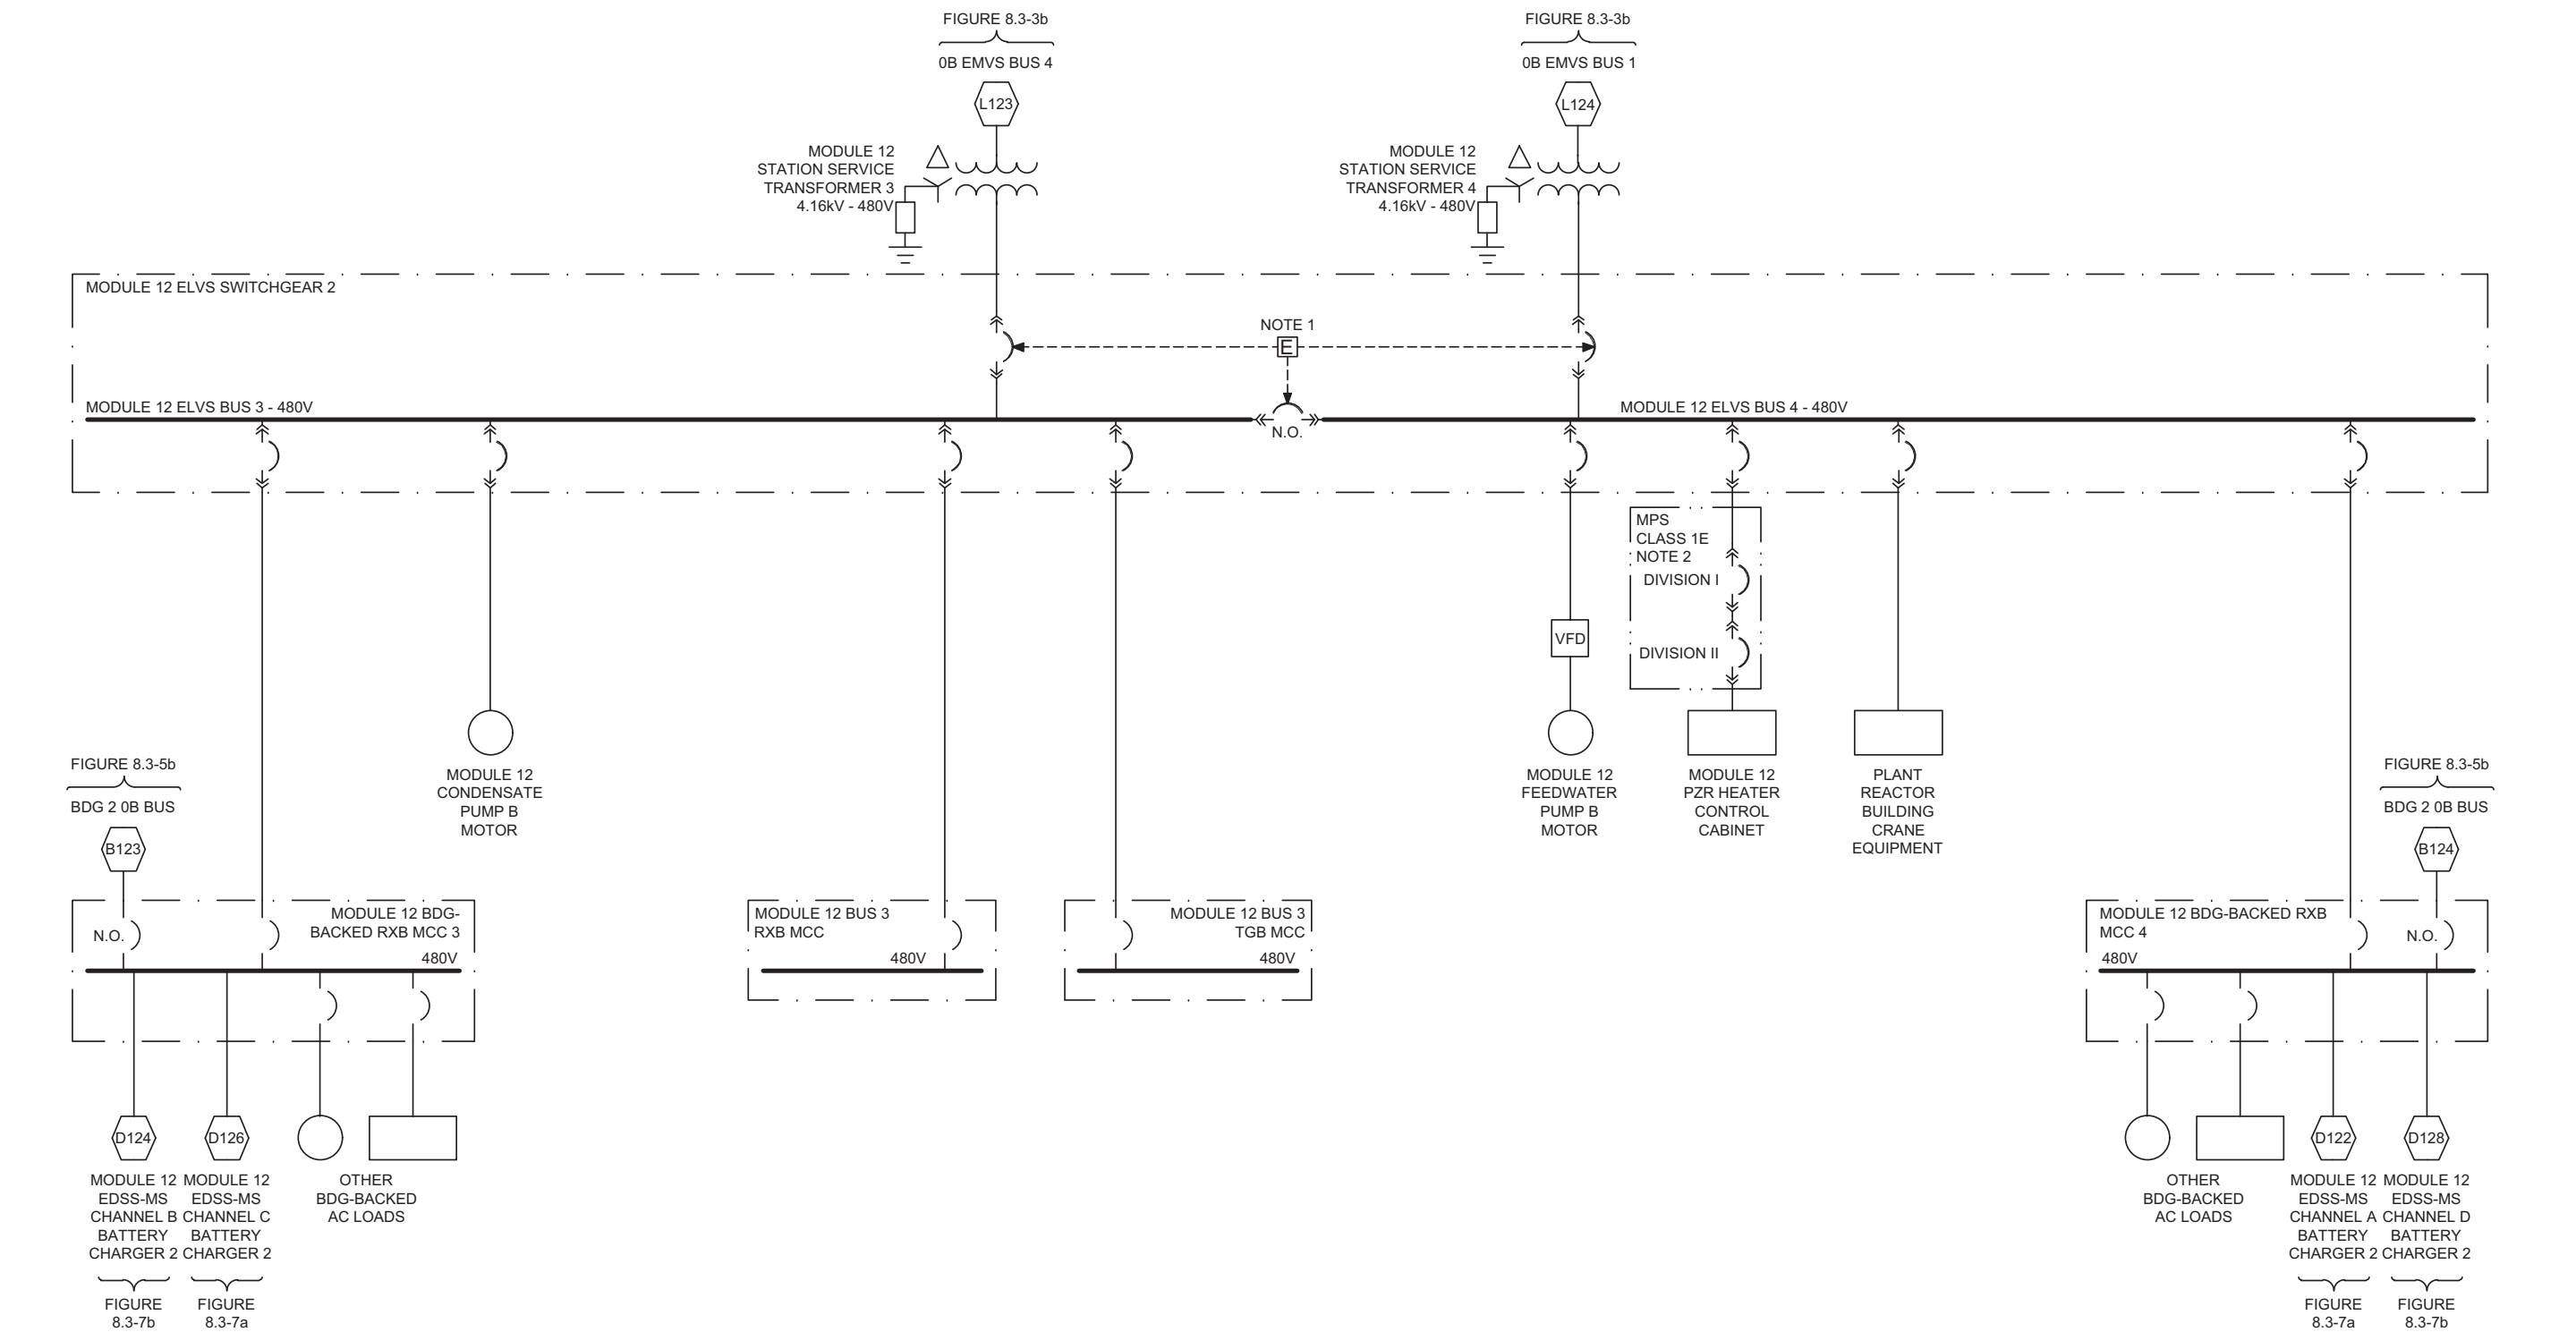 FIGURE 8.3-3b
0B EMVS BUS 4
L123
MODULE 12
STATION SERVICE
TRANSFORMER 3
4.16kV - 480V
FIGURE 8.3-3b
0B EMVS BUS 1
L124
MODULE 12
STATION SERVICE
TRANSFORMER 4
4.16kV - 480V
MODULE 12 ELVS SWITCHGEAR 2
NOTE 1
E
MODULE 12 ELVS BUS 3 - 480V
N.O.
MODULE 12 ELVS BUS 4 - 480V
MPS
CLASS 1E
NOTE 2
DIVISION I
DIVISION II
VFD
MODULE 12
CONDENSATE
PUMP B
MOTOR
MODULE 12
FEEDWATER
PUMP B
MOTOR
MODULE 12
PZR HEATER
CONTROL
CABINET
PLANT
REACTOR
BUILDING
CRANE
EQUIPMENT
FIGURE 8.3-5b
BDG 2 0B BUS
B123
N.O.
MODULE 12 BDG-
BACKED RXB MCC 3
480V
MODULE 12 BUS 3
RXB MCC
480V
MODULE 12 BUS 3
TGB MCC
480V
FIGURE 8.3-5b
BDG 2 0B BUS
B124
MODULE 12 BDG-BACKED RXB
MCC 4
N.O.
480V
D124
MODULE 12
EDSS-MS
CHANNEL B
BATTERY
CHARGER 2
FIGURE
8.3-7b
D126
MODULE 12
EDSS-MS
CHANNEL C
BATTERY
CHARGER 2
FIGURE
8.3-7a
OTHER
BDG-BACKED
AC LOADS
OTHER
BDG-BACKED
AC LOADS
D122
MODULE 12
EDSS-MS
CHANNEL A
BATTERY
CHARGER 2
FIGURE
8.3-7a
D128
MODULE 12
EDSS-MS
CHANNEL D
BATTERY
CHARGER 2
FIGURE
8.3-7b